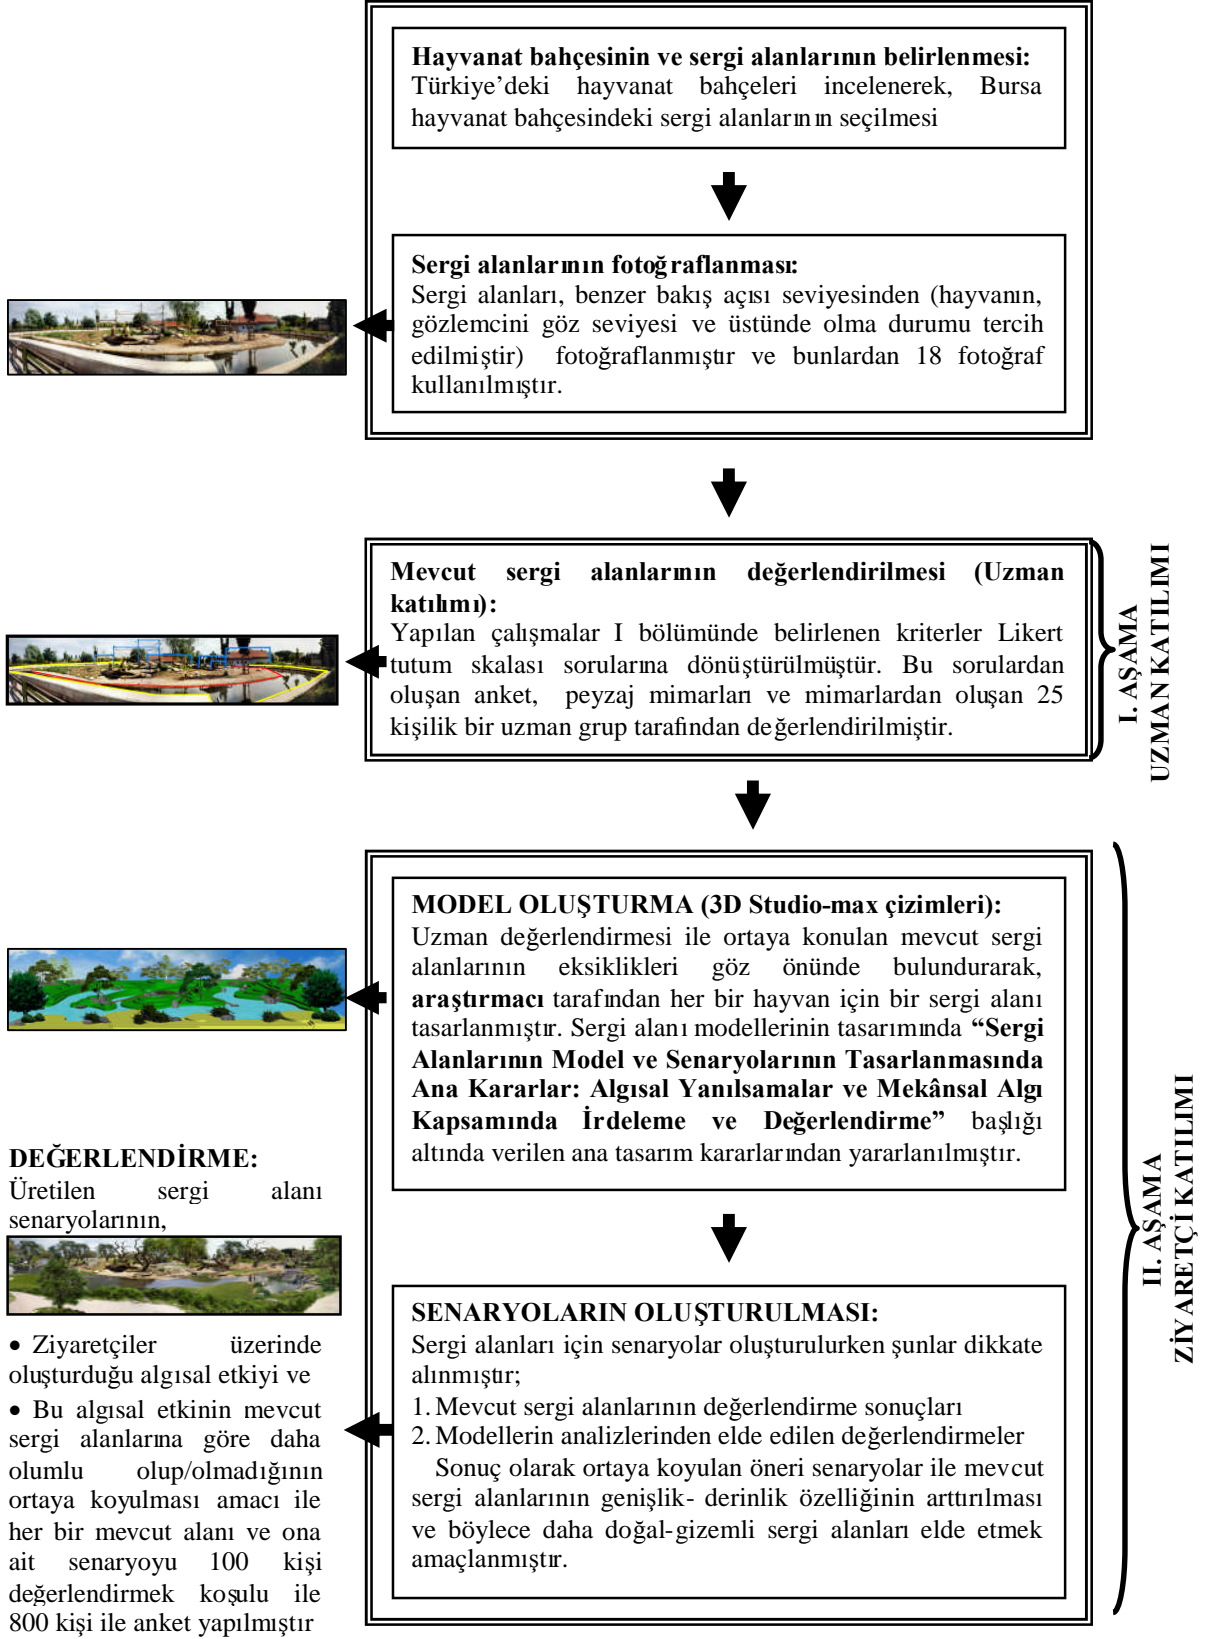 Hayvanat bahçesinin ve sergi alanlarının belirlenmesi:
Türkiye’deki hayvanat bahçeleri incelenerek, Bursa
hayvanat bahçesindeki sergi alanlarının seçilmesi
Sergi alanlarının fotoğraflanması:
Sergi alanları, benzer bakış açısı seviyesinden (hayvanın,
gözlemcini göz seviyesi ve üstünde olma durumu tercih
edilmiştir) fotoğraflanmıştır ve bunlardan 18 fotoğraf
kullanılmıştır.
Mevcut sergi alanlarının değerlendirilmesi (Uzman
katılımı):
Yapılan çalışmalar I bölümünde belirlenen kriterler Likert
tutum skalası sorularına dönüştürülmüştür. Bu sorulardan
oluşan anket, peyzaj mimarları ve mimarlardan oluşan 25
kişilik bir uzman grup tarafından değerlendirilmiştir.
I. AŞAMA
UZMAN KATILIMI
MODEL OLUŞTURMA (3D Studio-max çizimleri):
Uzman değerlendirmesi ile ortaya konulan mevcut sergi
alanlarının eksiklikleri göz önünde bulundurarak,
araştırmacı tarafından her bir hayvan için bir sergi alanı
tasarlanmıştır. Sergi alanı modellerinin tasarımında “Sergi
Alanlarının Model ve Senaryolarının Tasarlanmasında
Ana Kararlar: Algısal Yanılsamalar ve Mekânsal Algı
Kapsamında İrdeleme ve Değerlendirme” başlığı
altında verilen ana tasarım kararlarından yararlanılmıştır.
SENARYOLARIN OLUŞTURULMASI:
Sergi alanları için senaryolar oluşturulurken şunlar dikkate
alınmıştır;
1. Mevcut sergi alanlarının değerlendirme sonuçları
2. Modellerin analizlerinden elde edilen değerlendirmeler
Sonuç olarak ortaya koyulan öneri senaryolar ile mevcut
sergi alanlarının genişlik- derinlik özelliğinin arttırılması
ve böylece daha doğal-gizemli sergi alanları elde etmek
amaçlanmıştır.
II. AŞAMA
ZİYARETÇİ KATILIMI
DEĞERLENDİRME:
Üretilen sergi alanı
senaryolarının,
• Ziyaretçiler üzerinde
oluşturduğu algısal etkiyi ve
• Bu algısal etkinin mevcut
sergi alanlarına göre daha
olumlu olup/olmadığının
ortaya koyulması amacı ile
her bir mevcut alanı ve ona
ait senaryoyu 100 kişi
değerlendirmek koşulu ile
800 kişi ile anket yapılmıştır